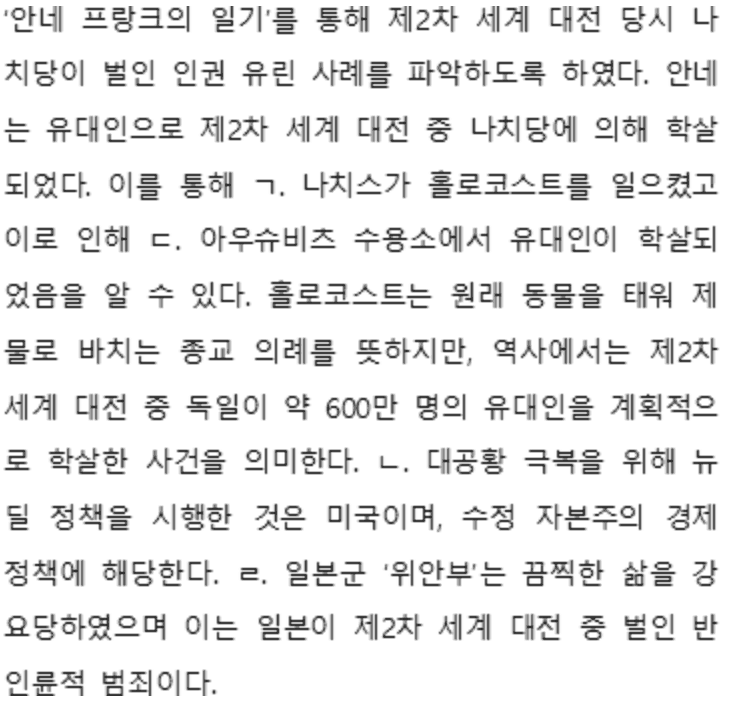 ‘안네 프랑크의 일기’를 통해 제2차 세계 대전 당시 나
치당이 벌인 인권 유린 사례를 파악하도록 하였다. 안네
는 유대인으로 제2차 세계 대전 중 나치당에 의해 학살
되었다. 이를 통해 ㄱ. 나치스가 홀로코스트를 일으켰고
이로 인해 ㄷ. 아우슈비츠 수용소에서 유대인이 학살되
었음을 알 수 있다. 홀로코스트는 원래 동물을 태워 제
물로 바치는 종교 의례를 뜻하지만, 역사에서는 제2차
세계 대전 중 독일이 약 600만 명의 유대인을 계획적으
로 학살한 사건을 의미한다. ㄴ. 대공황 극복을 위해 뉴
딜 정책을 시행한 것은 미국이며, 수정 자본주의 경제
정책에 해당한다. ㄹ. 일본군 ‘위안부’는 끔찍한 삶을 강
요당하였으며 이는 일본이 제2차 세계 대전 중 벌인 반
인륜적 범죄이다.